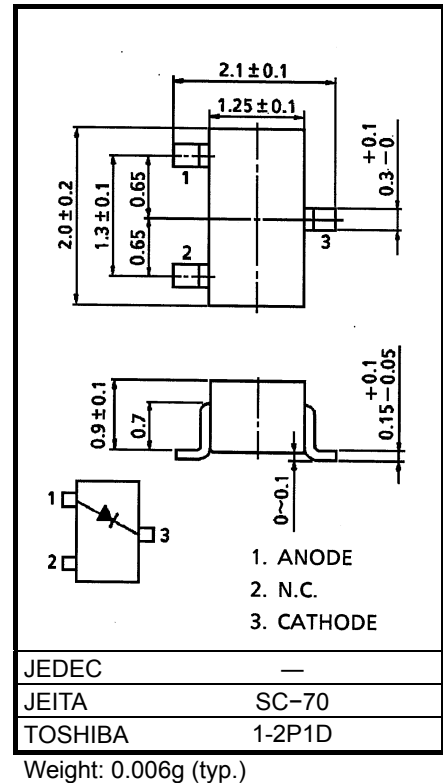 2.1±0.1
1.25±0.1
+0.1
0.3−0
2.0±0.2
1.3±0.1
0.65
0.65
1
2
3
0.9±0.1
0.7
+0.1
0.15−0.05
0~0.1
1
2
3
1. ANODE
2. N.C.
3. CATHODE
JEDEC —
JEITA SC−70
TOSHIBA 1-2P1D
Weight: 0.006g (typ.)